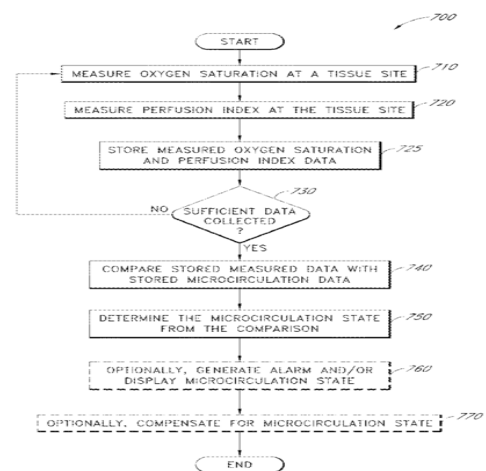 700
START
MEASURE OXYGEN SATURATION AT A TISSUE SITE
710
MEASURE PERFUSION INDEX AT THE TISSUE SITE
720
STORE MEASURED OXYGEN SATURATION
AND PERFUSION INDEX DATA
725
730
SUFFICIENT DATA
COLLECTED
?
NO
YES
COMPARE STORED MEASURED DATA WITH
STORED MICROCIRCULATION DATA
740
DETERMINE THE MICROCIRCULATION STATE
FROM THE COMPARISON
750
OPTIONALLY, GENERATE ALARM AND/OR
DISPLAY MICROCIRCULATION STATE
760
OPTIONALLY, COMPENSATE FOR MICROCIRCULATION STATE
770
END